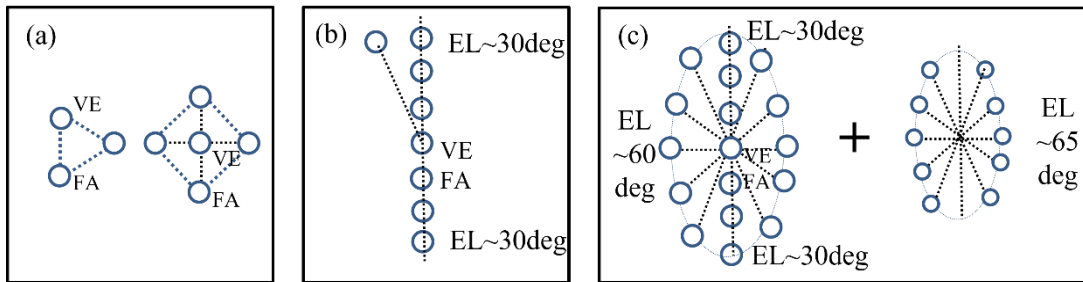 (a)
VE
FA
VE
FA
(b)
EL~30deg
VE
FA
EL~30deg
(c)
EL~30deg
EL
~60
deg
VE
FA
EL~30deg
+
EL
~65
deg